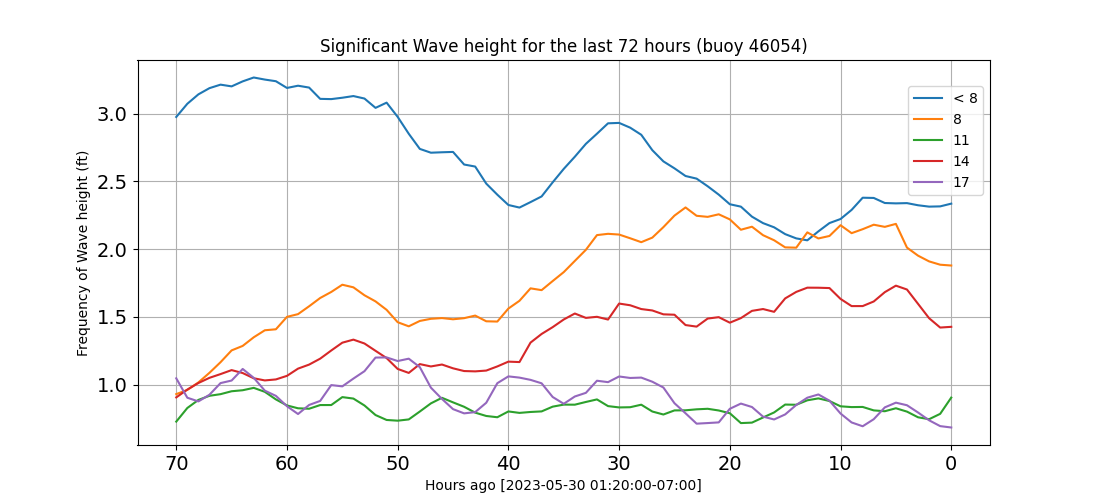 Significant Wave height for the last 72 hours (buoy 46054)
Frequency of Wave height (ft)
3.0
2.5
2.0
1.5
1.0
< 8
8
11
14
17
70 60 50 40 30 20 10 0
Hours ago [2023-05-30 01:20:00-07:00]